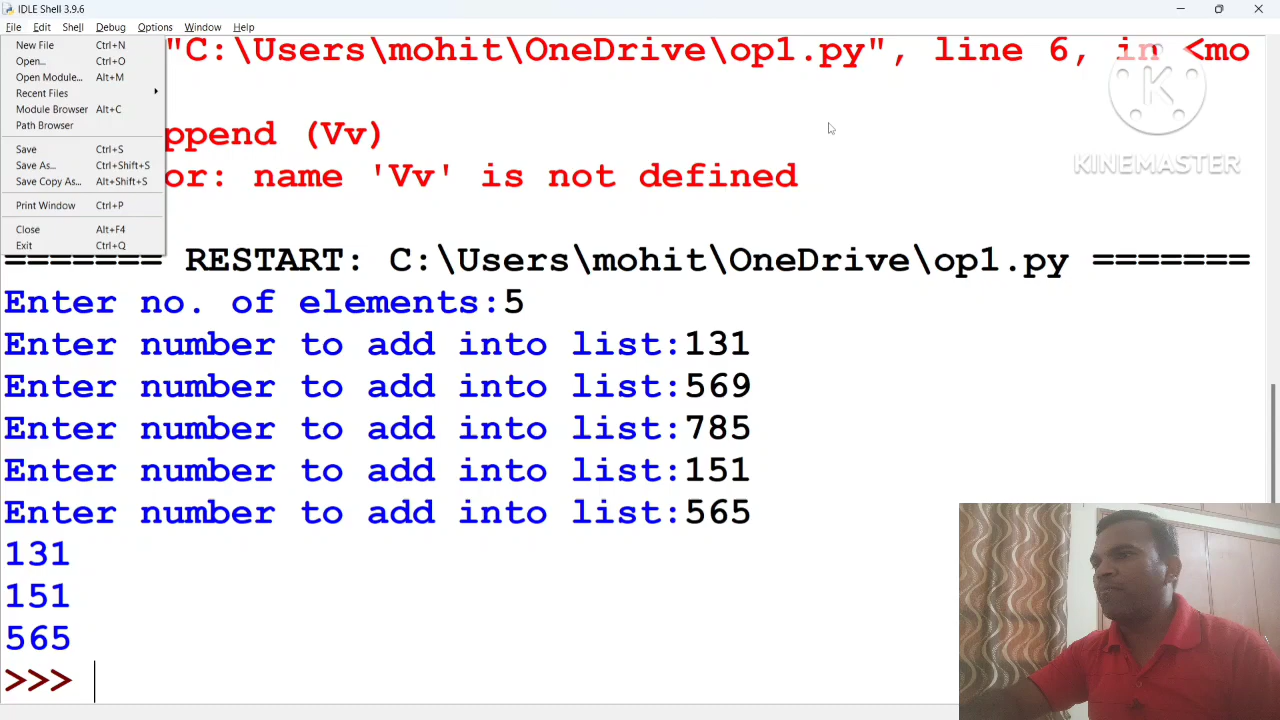 IDLE Shell 3.9.6
File Edit Shell Debug Options Window Help
New File Ctrl+N
Open... Ctrl+O
Open Module... Alt+M
Recent Files
Module Browser Alt+C
Path Browser
Save Ctrl+S
Save As... Ctrl+Shift+S
Save Copy As... Alt+Shift+S
Print Window Ctrl+P
Close Alt+F4
Exit Ctrl+Q
"C:\Users\mohit\OneDrive\op1.py", line 6, in <mo
ppend (Vv)
or: name 'Vv' is not defined
K
KINEMASTER
======= RESTART: C:\Users\mohit\OneDrive\op1.py =======
Enter no. of elements:5
Enter number to add into list:131
Enter number to add into list:569
Enter number to add into list:785
Enter number to add into list:151
Enter number to add into list:565
131
151
565
>>>